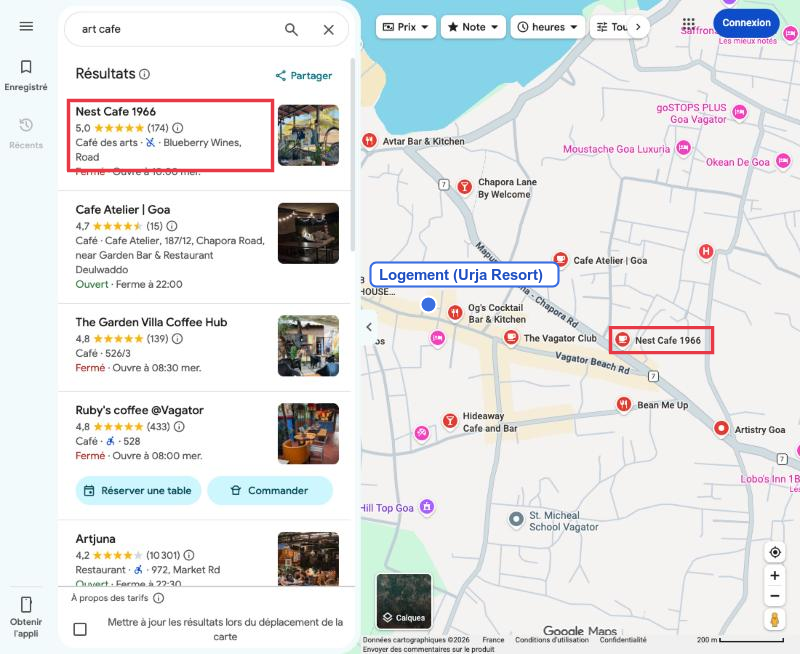 art cafe
Enregistré
Récents
Obtenir
l'appli
Résultats
Partager
Nest Cafe 1966
5,0 (174)
Café des arts · · Blueberry Wines,
Road
Fermé · Ouvre à 10:00 mer.
Cafe Atelier | Goa
4,7 (15)
Café · Cafe Atelier, 187/12, Chapora Road,
near Garden Bar & Restaurant
Deulwaddo
Ouvert · Ferme à 22:00
The Garden Villa Coffee Hub
4,8 (139)
Café · 526/3
Fermé · Ouvre à 08:30 mer.
Ruby's coffee @Vagator
4,8 (433)
Café · · 528
Fermé · Ouvre à 08:00 mer.
Réserver une table
Commander
Artjuna
4,2 (10 301)
Restaurant · · 972, Market Rd
Ouvert · Ferme à 22:30
À propos des tarifs
Mettre à jour les résultats lors du déplacement de la
carte
Prix
Note
heures
Tou
Connexion
Saffron
Les mieux notés
goSTOPS PLUS
Goa Vagator
Avtar Bar & Kitchen
Moustache Goa Luxuria
Okean De Goa
7
Chapora Lane
By Welcome
H
Cafe Atelier | Goa
Logement (Urja Resort)
HOUSE...
Mapu
na - Chapora Rd
Og's Cocktail
Bar & Kitchen
os
The Vagator Club
Nest Cafe 1966
Vagator Beach Rd
7
Bean Me Up
Hideaway
Cafe and Bar
Artistry Goa
7
Lobo's Inn 1B
Les
Hill Top Goa
St. Micheal
School Vagator
Calques
Google Maps
Données cartographiques ©2026 France Conditions d'utilisation Confidentialité 200 m
Envoyer des commentaires sur le produit